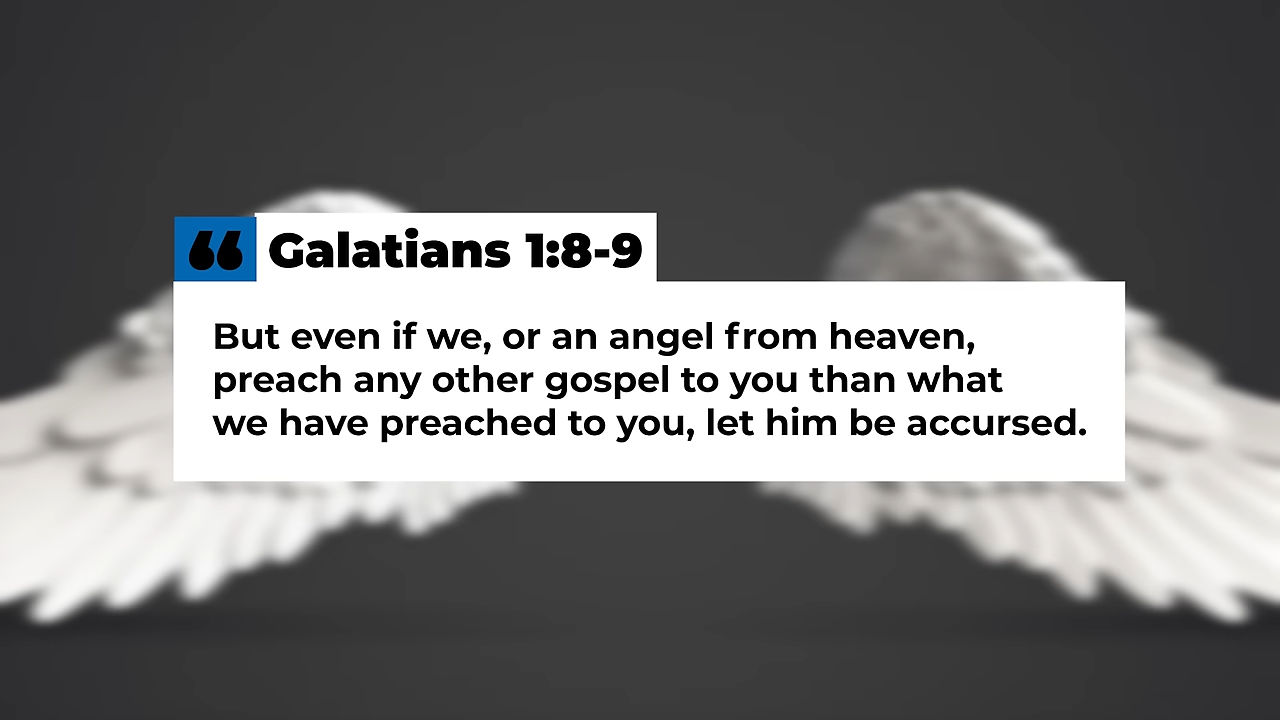 “ Galatians 1:8-9
But even if we, or an angel from heaven,
preach any other gospel to you than what
we have preached to you, let him be accursed.